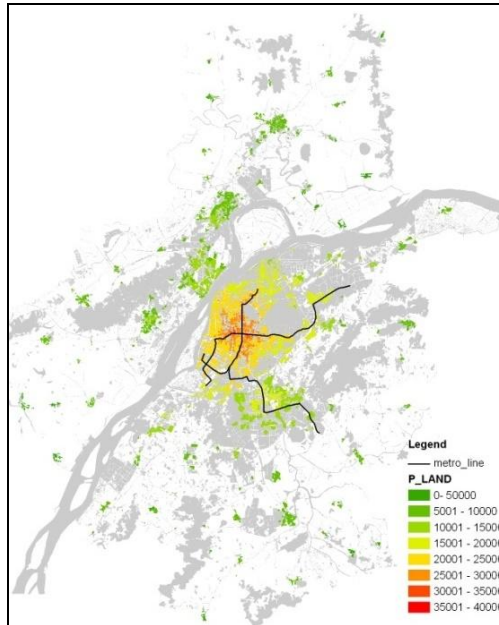 Legend
metro_line
P_LAND
0- 50000
5001 - 10000
10001 - 15000
15001 - 20000
20001 - 25000
25001 - 30000
30001 - 35000
35001 - 40000